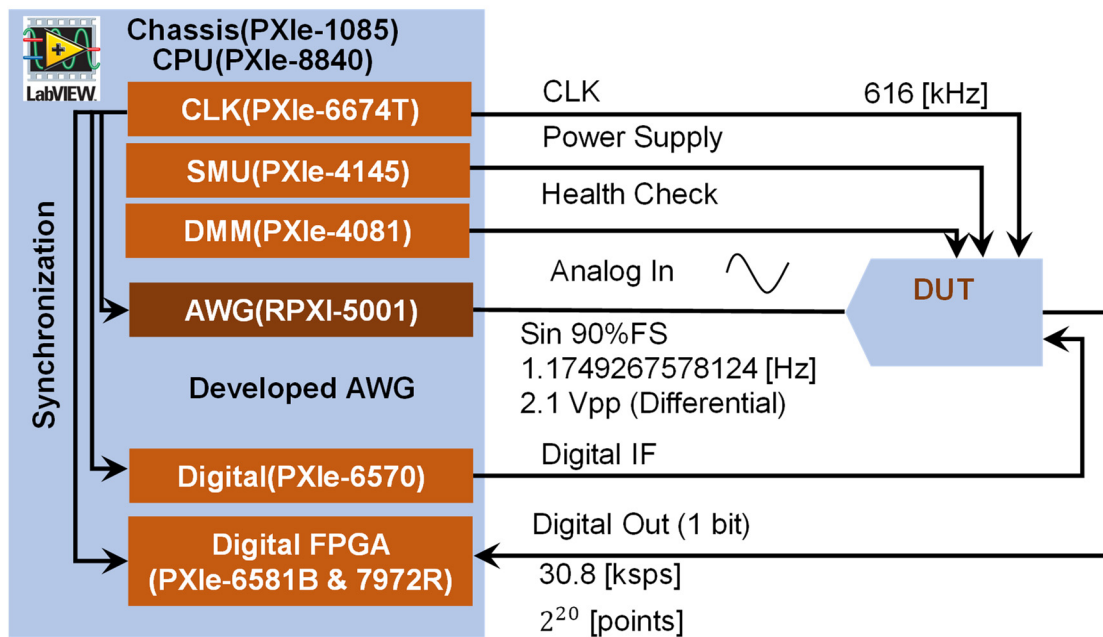 Chassis(PXIe-1085)
CPU(PXIe-8840)
LabVIEW™
CLK(PXIe-6674T)
CLK
616 [kHz]
SMU(PXIe-4145)
Power Supply
DMM(PXIe-4081)
Health Check
Synchronization
AWG(RPXI-5001)
Analog In
DUT
Sin 90%FS
1.1749267578124 [Hz]
2.1 Vpp (Differential)
Developed AWG
Digital(PXIe-6570)
Digital IF
Digital FPGA
(PXIe-6581B & 7972R)
Digital Out (1 bit)
30.8 [ksps]
2²⁰ [points]